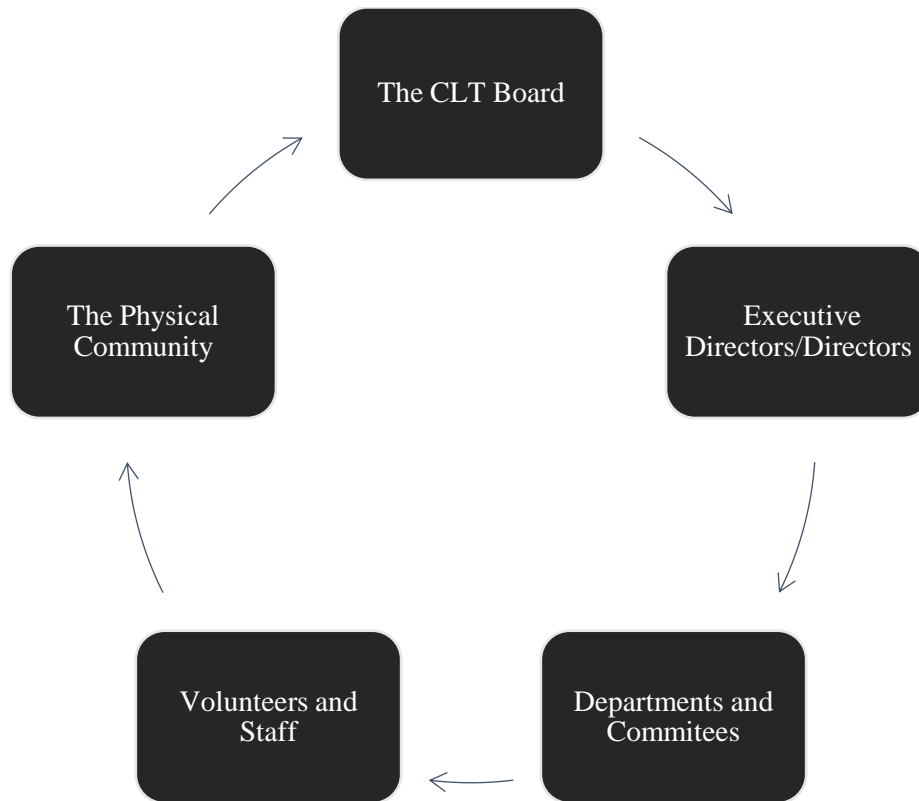 The CLT Board
Executive
Directors/Directors
Departments and
Commitees
Volunteers and
Staff
The Physical
Community